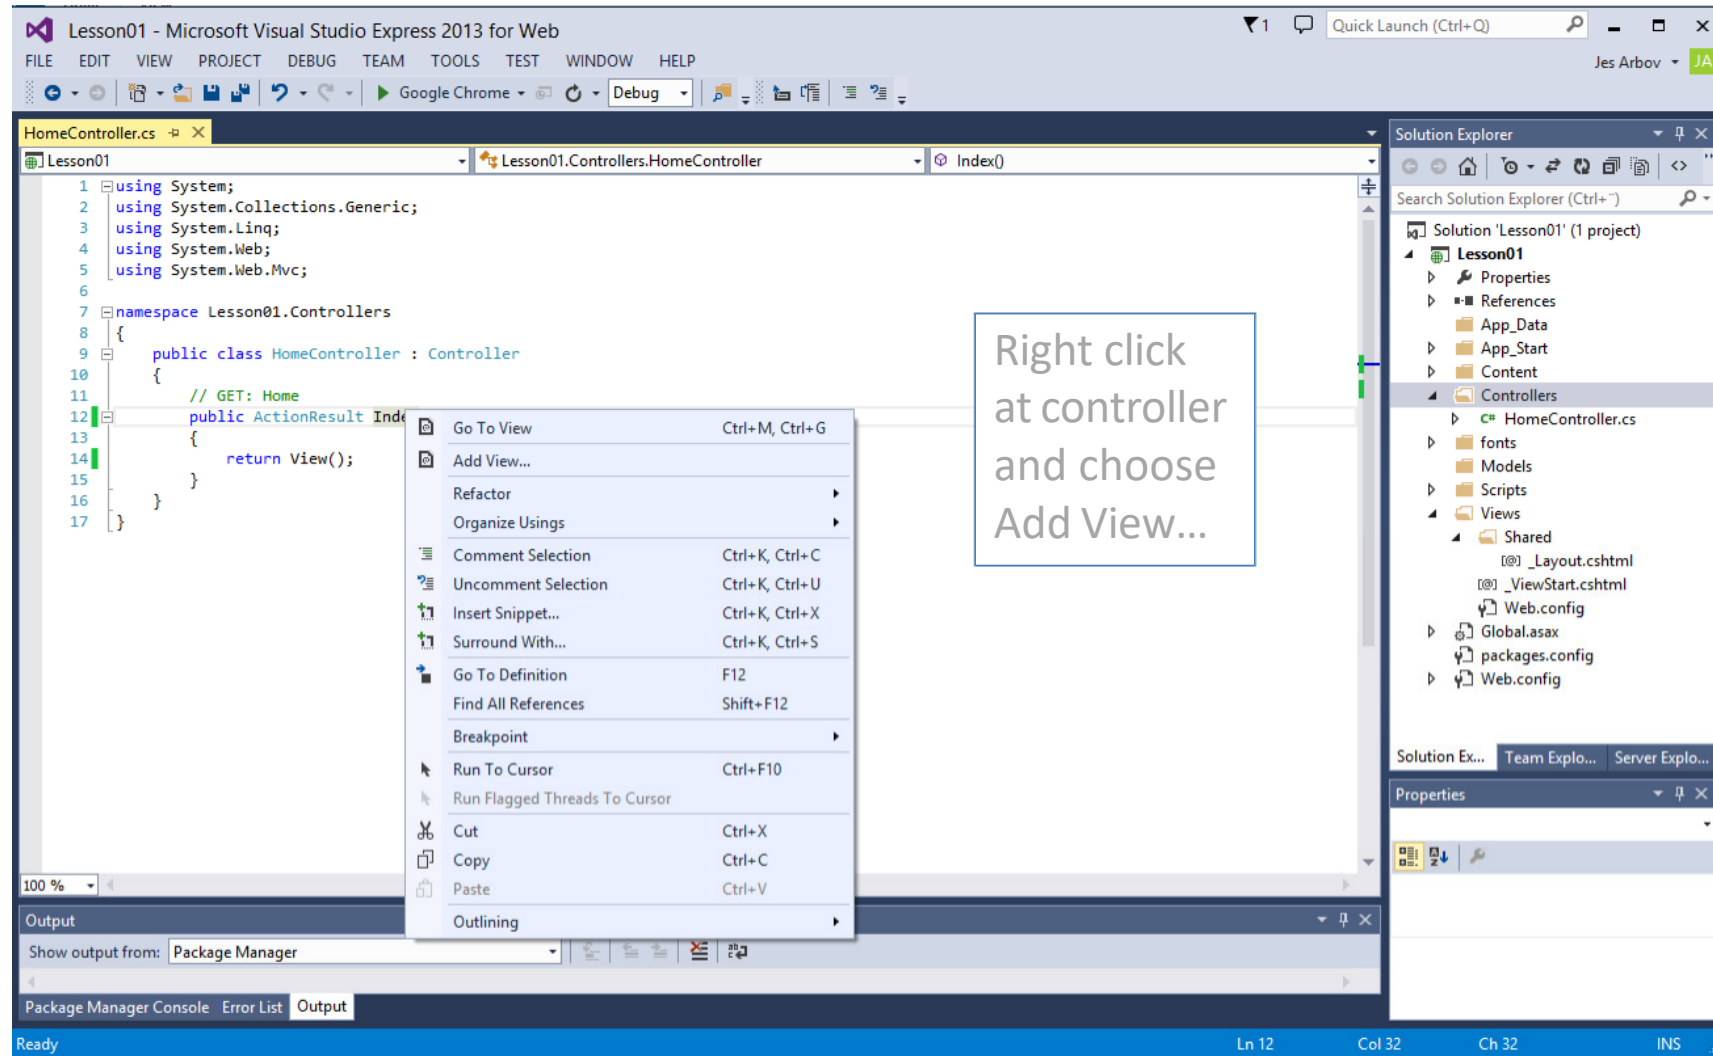 Lesson01 - Microsoft Visual Studio Express 2013 for Web
1
Quick Launch (Ctrl+Q)
FILE EDIT VIEW PROJECT DEBUG TEAM TOOLS TEST WINDOW HELP
Jes Arbov
JA
Google Chrome
Debug
HomeController.cs
Lesson01
Lesson01.Controllers.HomeController
Index()
1 using System;
2 using System.Collections.Generic;
3 using System.Linq;
4 using System.Web;
5 using System.Web.Mvc;
6
7 namespace Lesson01.Controllers
8 {
9 public class HomeController : Controller
10 {
11 // GET: Home
12 public ActionResult Inde
13 {
14 return View();
15 }
16 }
17 }
Go To View Ctrl+M, Ctrl+G
Add View...
Refactor
Organize Usings
Comment Selection Ctrl+K, Ctrl+C
Uncomment Selection Ctrl+K, Ctrl+U
Insert Snippet... Ctrl+K, Ctrl+X
Surround With... Ctrl+K, Ctrl+S
Go To Definition F12
Find All References Shift+F12
Breakpoint
Run To Cursor Ctrl+F10
Run Flagged Threads To Cursor
Cut Ctrl+X
Copy Ctrl+C
Paste Ctrl+V
Outlining
Right click
at controller
and choose
Add View...
Solution Explorer
Search Solution Explorer (Ctrl+¨)
Solution 'Lesson01' (1 project)
Lesson01
Properties
References
App_Data
App_Start
Content
Controllers
C# HomeController.cs
fonts
Models
Scripts
Views
Shared
[@] _Layout.cshtml
[@] _ViewStart.cshtml
Web.config
Global.asax
packages.config
Web.config
Solution Ex... Team Explo... Server Explo...
Properties
100 %
Output
Show output from: Package Manager
Package Manager Console Error List Output
Ready
Ln 12 Col 32 Ch 32 INS